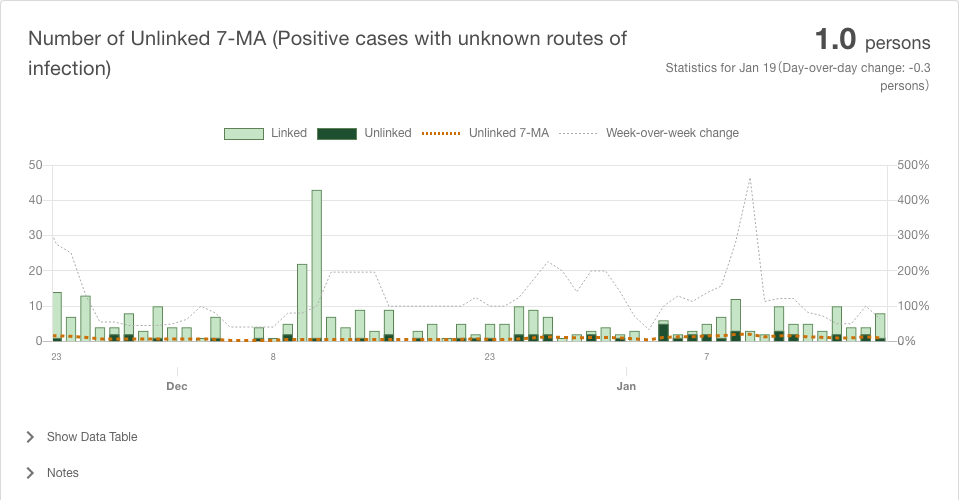 Number of Unlinked 7-MA (Positive cases with unknown routes of
infection)
1.0 persons
Statistics for Jan 19(Day-over-day change: -0.3
persons)
Linked Unlinked Unlinked 7-MA Week-over-week change
50 500%
40 400%
30 300%
20 200%
10 100%
0 0%
23 8 23 7
Dec Jan
Show Data Table
Notes